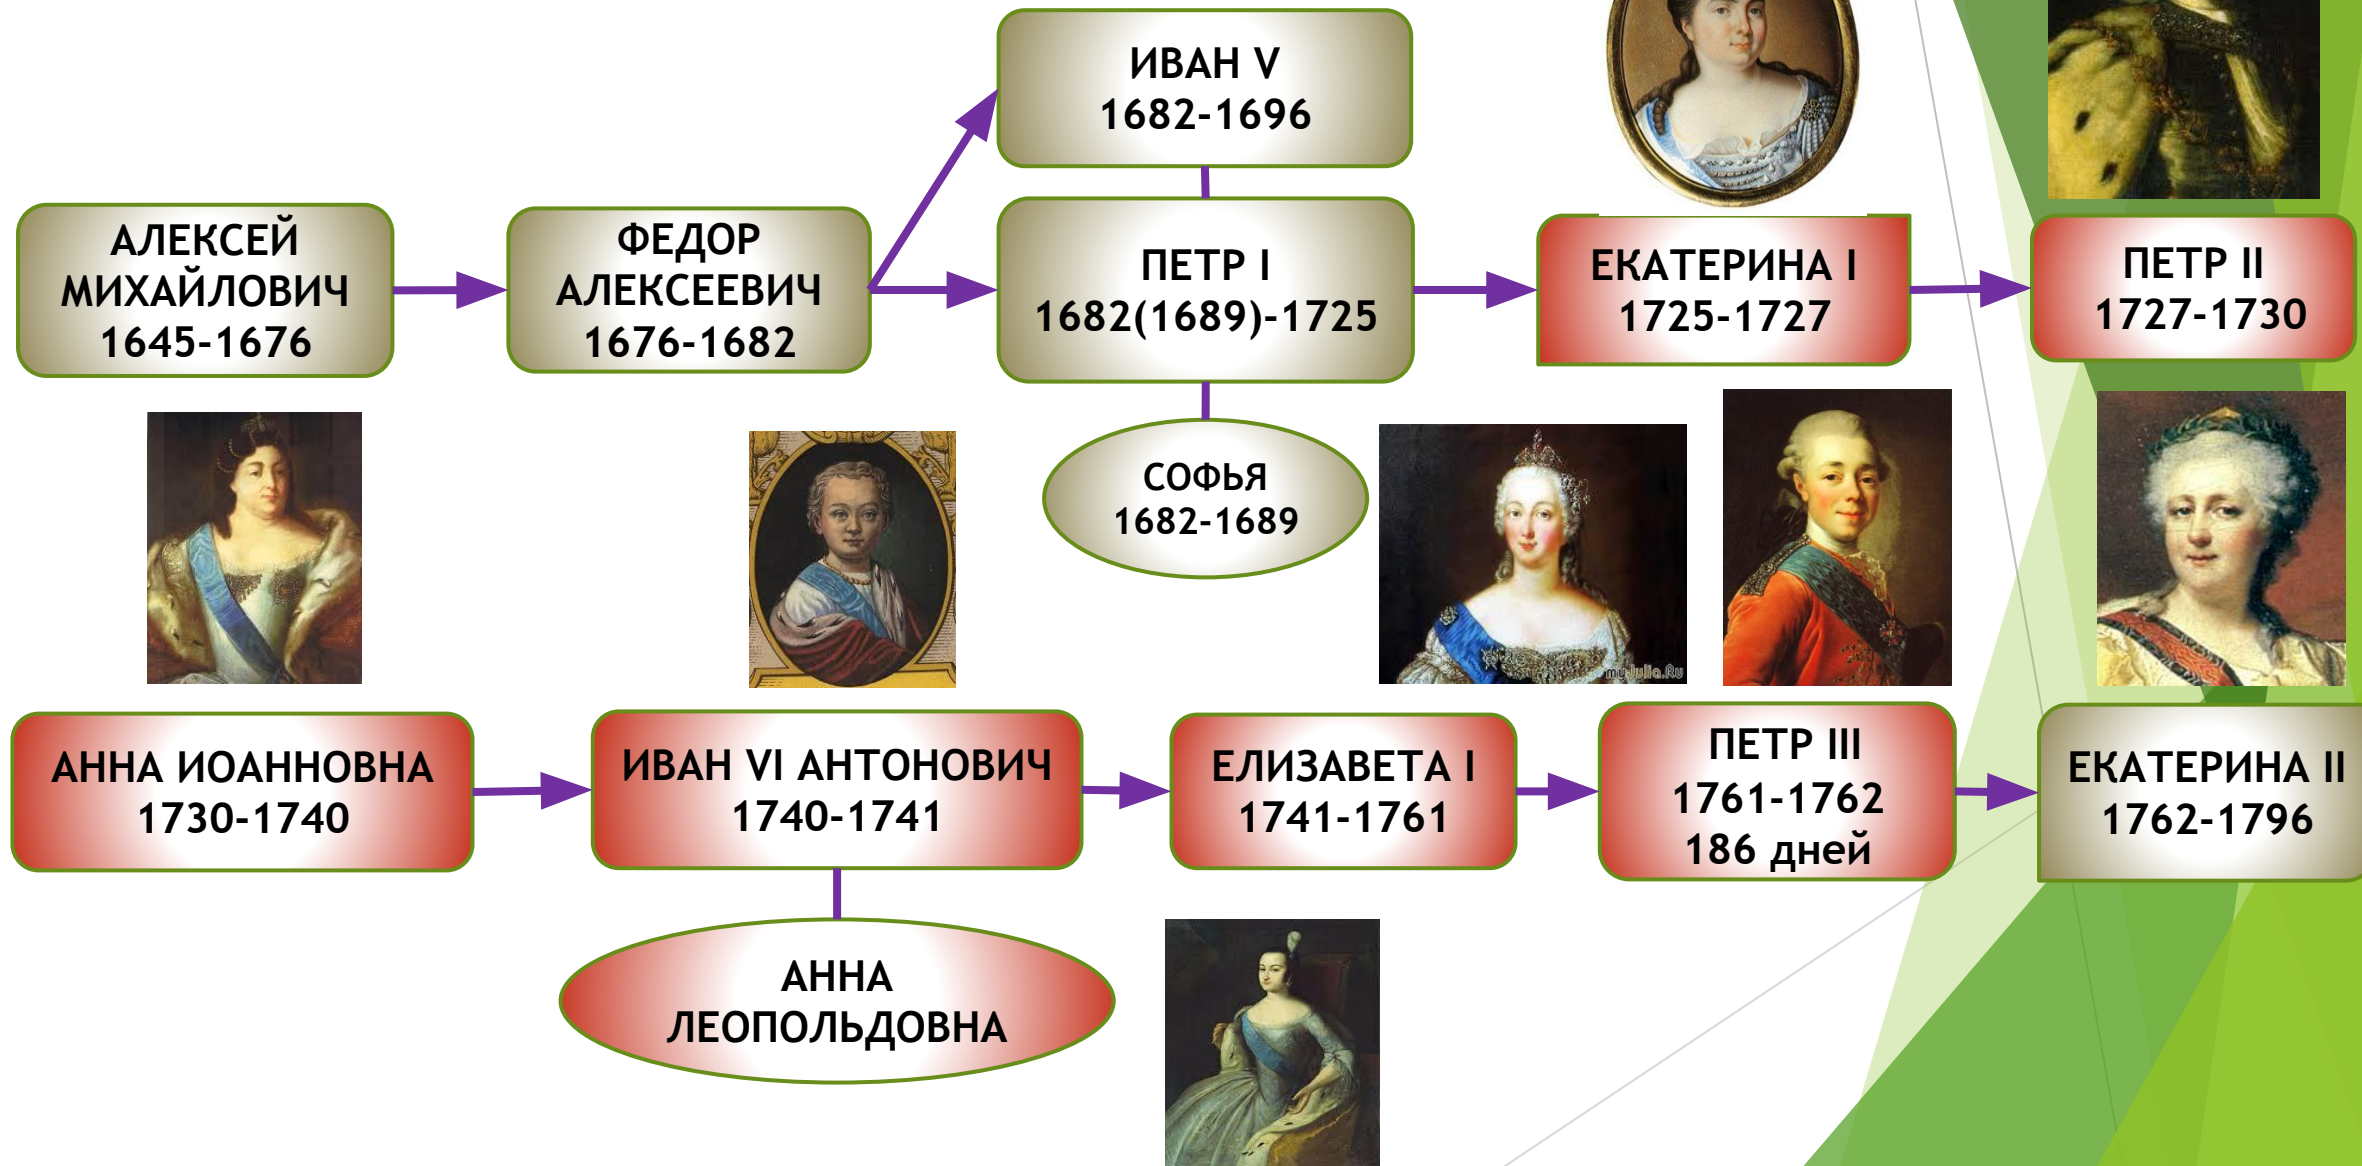 ИВАН V
1682-1696
АЛЕКСЕЙ
МИХАЙЛОВИЧ
1645-1676
ФЕДОР
АЛЕКСЕЕВИЧ
1676-1682
ПЕТР I
1682(1689)-1725
ЕКАТЕРИНА I
1725-1727
ПЕТР II
1727-1730
СОФЬЯ
1682-1689
myJulia.Ru
АННА ИОАННОВНА
1730-1740
ИВАН VI АНТОНОВИЧ
1740-1741
ЕЛИЗАВЕТА I
1741-1761
ПЕТР III
1761-1762
186 дней
ЕКАТЕРИНА II
1762-1796
АННА
ЛЕОПОЛЬДОВНА